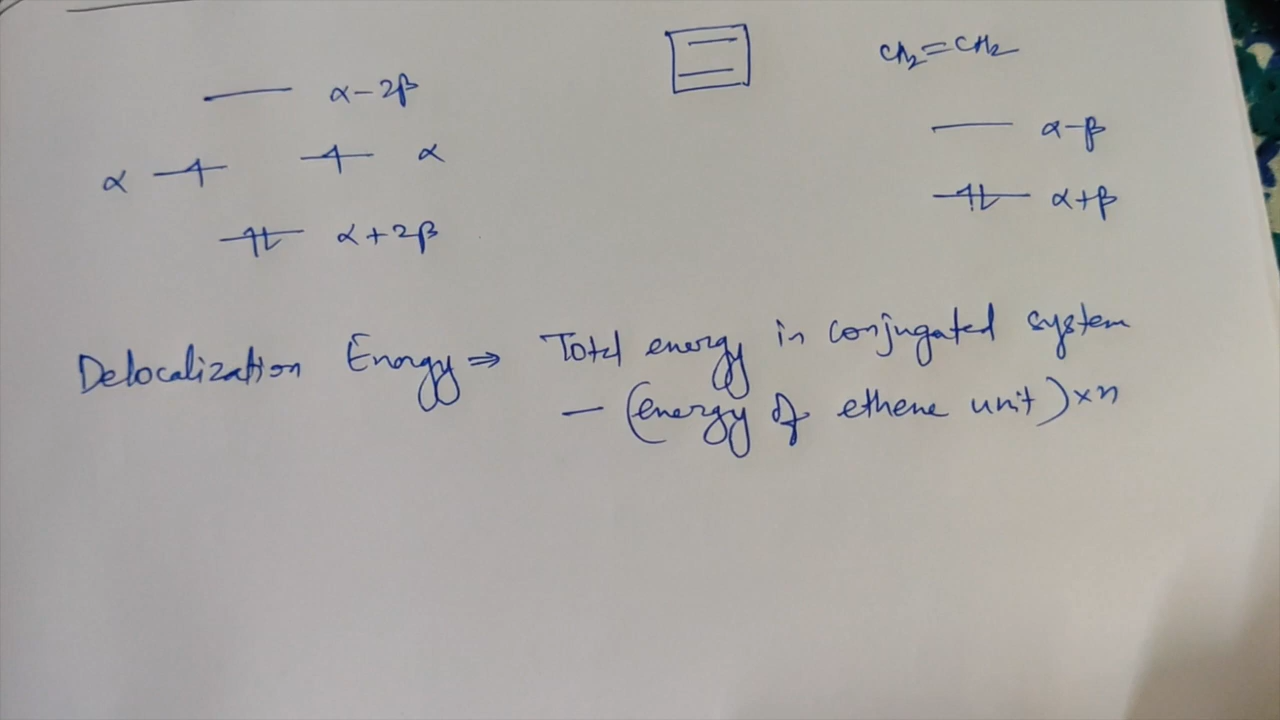 α-2β
CH2=CH2
α-β
α α
α+β
α+2β
Delocalization Energy ⇒ Total energy in conjugated system
- (energy of ethene unit)×n